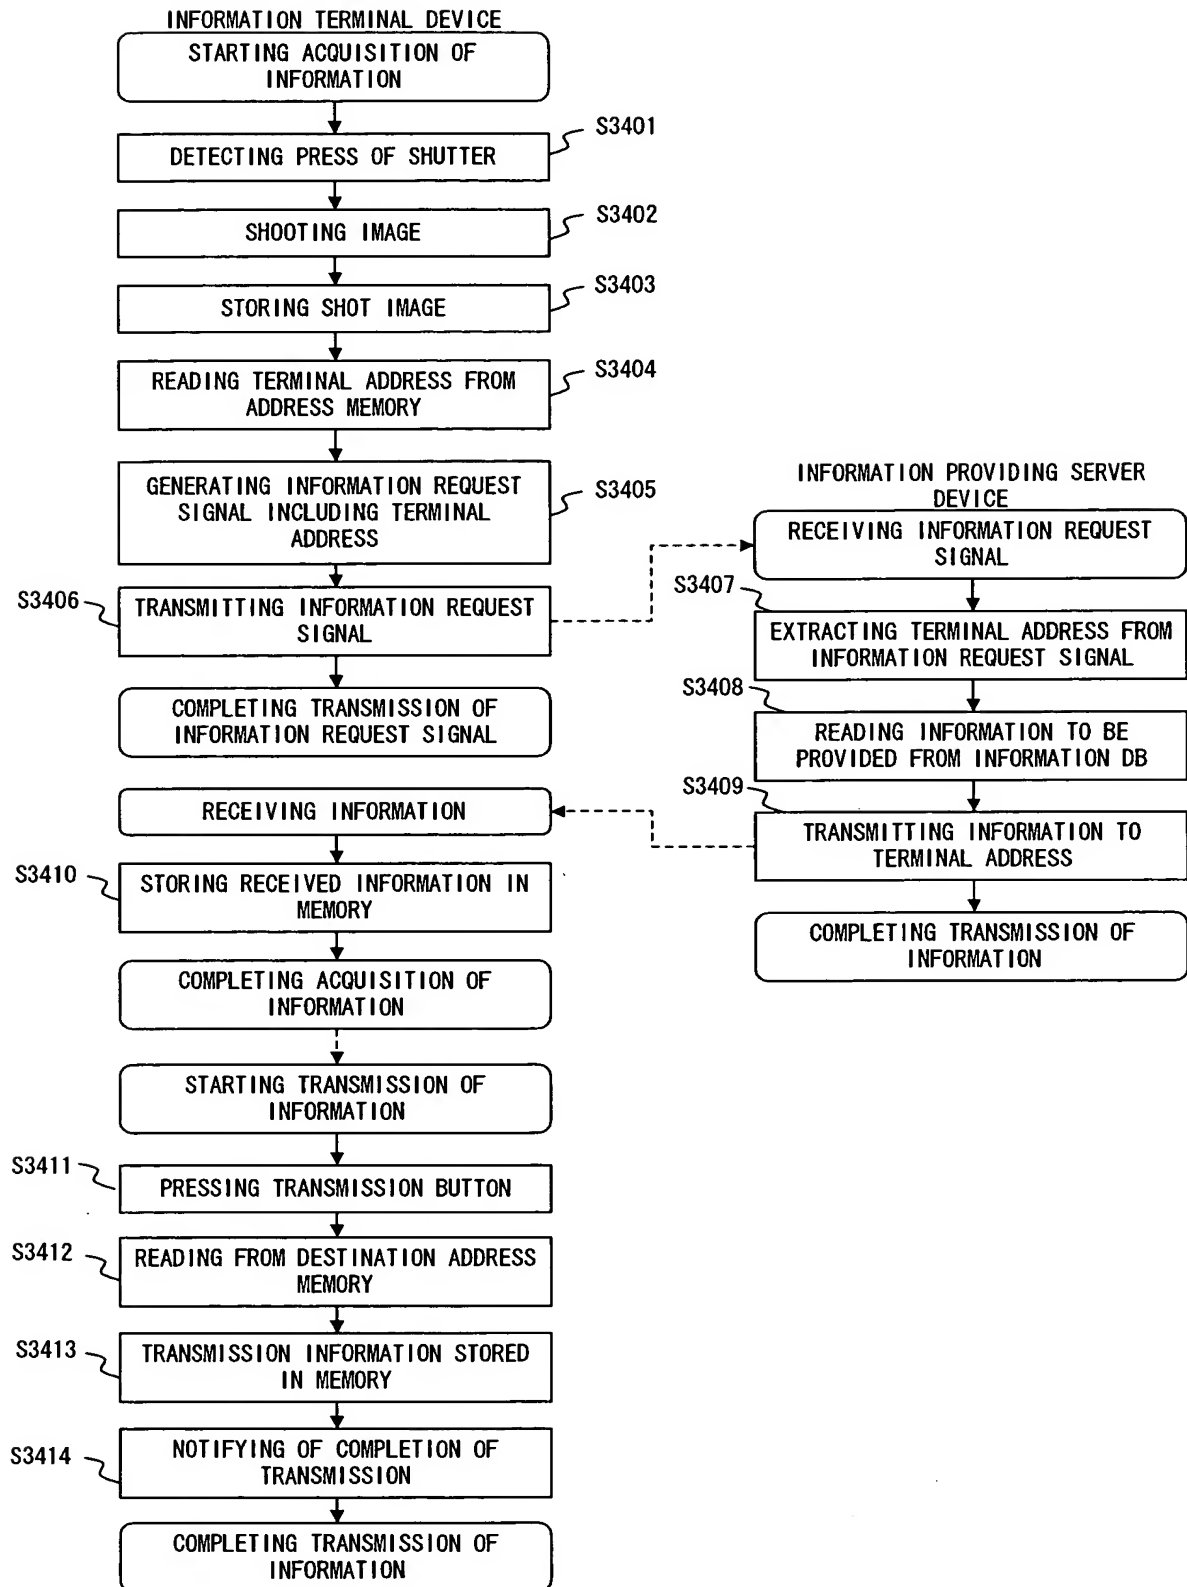 INFORMATION TERMINAL DEVICE
STARTING ACQUISITION OF
INFORMATION
S3401
DETECTING PRESS OF SHUTTER
S3402
SHOOTING IMAGE
S3403
STORING SHOT IMAGE
S3404
READING TERMINAL ADDRESS FROM
ADDRESS MEMORY
S3405
GENERATING INFORMATION REQUEST
SIGNAL INCLUDING TERMINAL
ADDRESS
S3406
TRANSMITTING INFORMATION REQUEST
SIGNAL
COMPLETING TRANSMISSION OF
INFORMATION REQUEST SIGNAL
INFORMATION PROVIDING SERVER
DEVICE
RECEIVING INFORMATION REQUEST
SIGNAL
S3407
EXTRACTING TERMINAL ADDRESS FROM
INFORMATION REQUEST SIGNAL
S3408
READING INFORMATION TO BE
PROVIDED FROM INFORMATION DB
S3409
TRANSMITTING INFORMATION TO
TERMINAL ADDRESS
COMPLETING TRANSMISSION OF
INFORMATION
RECEIVING INFORMATION
S3410
STORING RECEIVED INFORMATION IN
MEMORY
COMPLETING ACQUISITION OF
INFORMATION
STARTING TRANSMISSION OF
INFORMATION
S3411
PRESSING TRANSMISSION BUTTON
S3412
READING FROM DESTINATION ADDRESS
MEMORY
S3413
TRANSMISSION INFORMATION STORED
IN MEMORY
S3414
NOTIFYING OF COMPLETION OF
TRANSMISSION
COMPLETING TRANSMISSION OF
INFORMATION